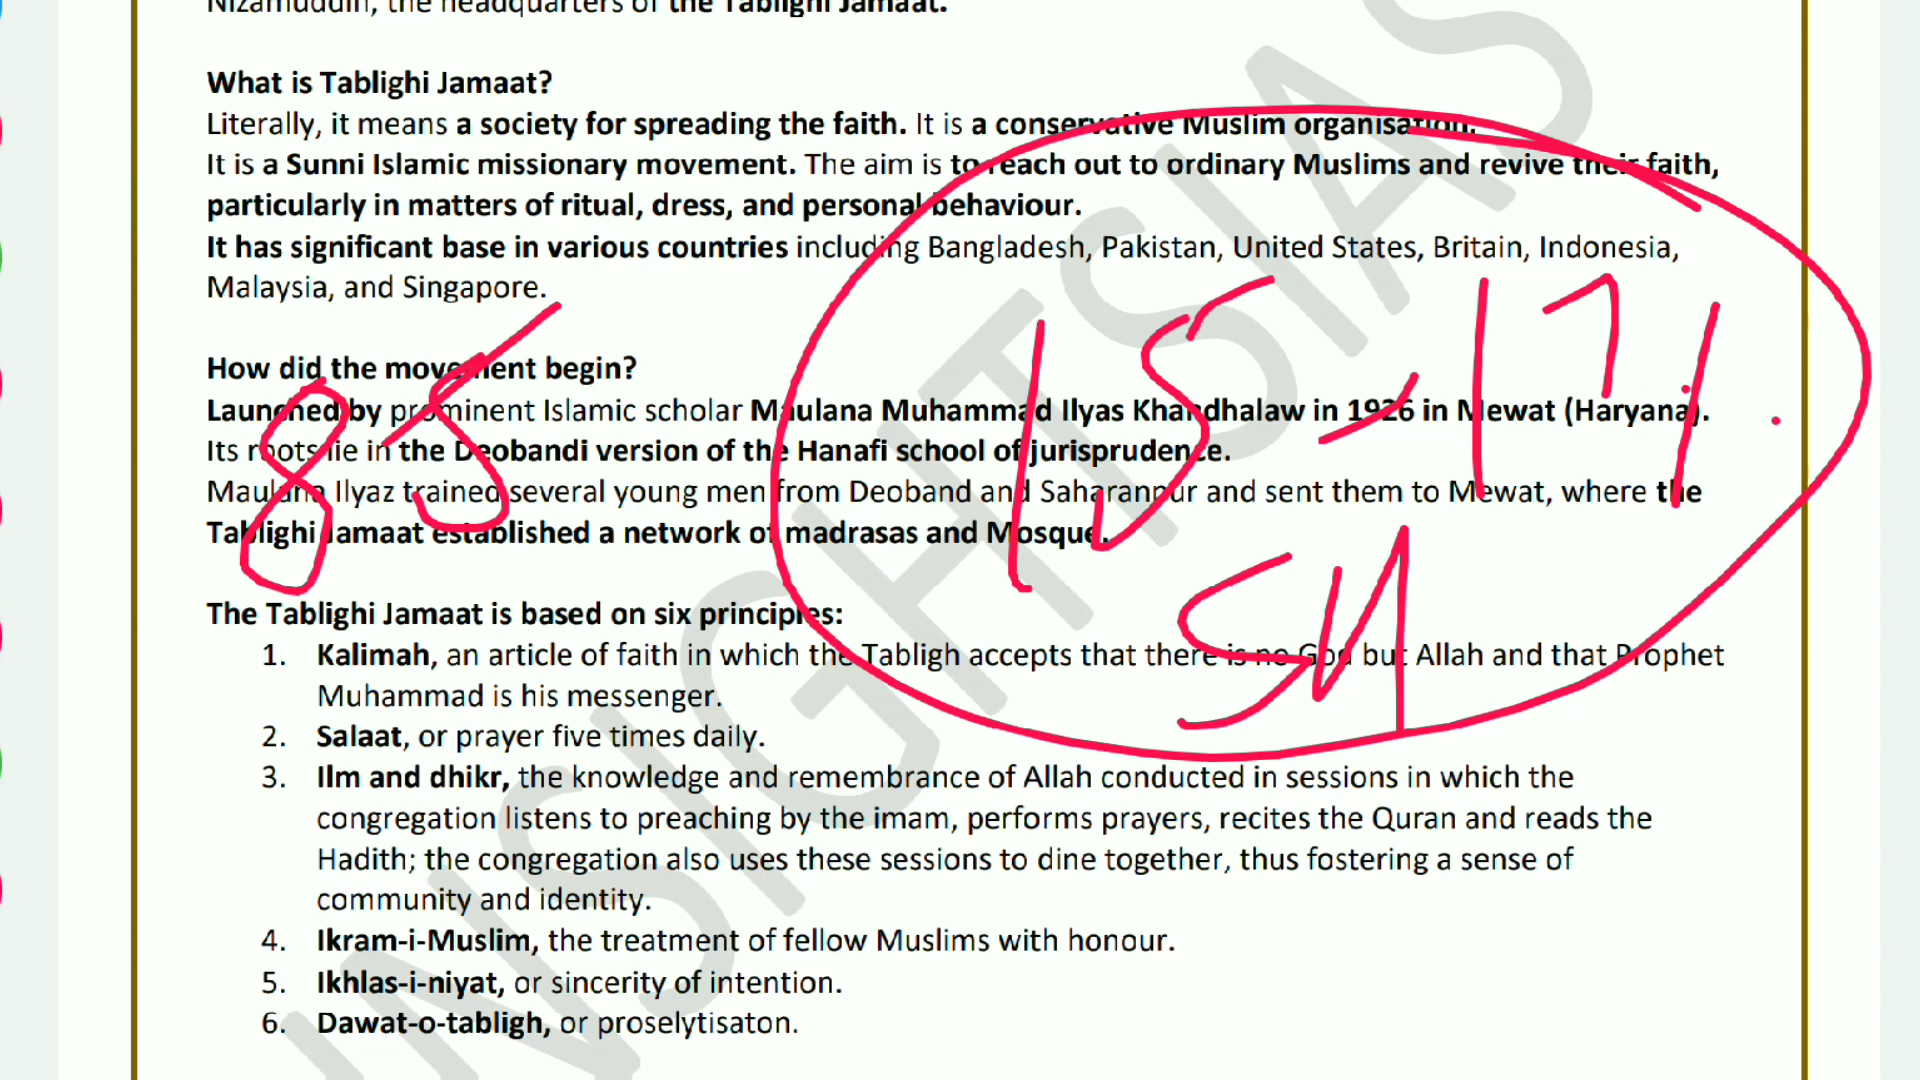 Nizamuddin, the headquarters of the Tablighi Jamaat.
What is Tablighi Jamaat?
Literally, it means a society for spreading the faith. It is a conservative Muslim organisation.
It is a Sunni Islamic missionary movement. The aim is to reach out to ordinary Muslims and revive their faith,
particularly in matters of ritual, dress, and personal behaviour.
It has significant base in various countries including Bangladesh, Pakistan, United States, Britain, Indonesia,
Malaysia, and Singapore.
How did the movement begin?
Launched by prominent Islamic scholar Maulana Muhammad Ilyas Khandhalaw in 1926 in Mewat (Haryana).
Its roots lie in the Deobandi version of the Hanafi school of jurisprudence.
Maulana Ilyaz trained several young men from Deoband and Saharanpur and sent them to Mewat, where the
Tablighi Jamaat established a network of madrasas and Mosque.
85
15-17%
The Tablighi Jamaat is based on six principles:
1. Kalimah, an article of faith in which the Tabligh accepts that there is no God but Allah and that Prophet
Muhammad is his messenger.
2. Salaat, or prayer five times daily.
3. Ilm and dhikr, the knowledge and remembrance of Allah conducted in sessions in which the
congregation listens to preaching by the imam, performs prayers, recites the Quran and reads the
Hadith; the congregation also uses these sessions to dine together, thus fostering a sense of
community and identity.
4. Ikram-i-Muslim, the treatment of fellow Muslims with honour.
5. Ikhlas-i-niyat, or sincerity of intention.
6. Dawat-o-tabligh, or proselytisaton.
INSIGHTSIAS